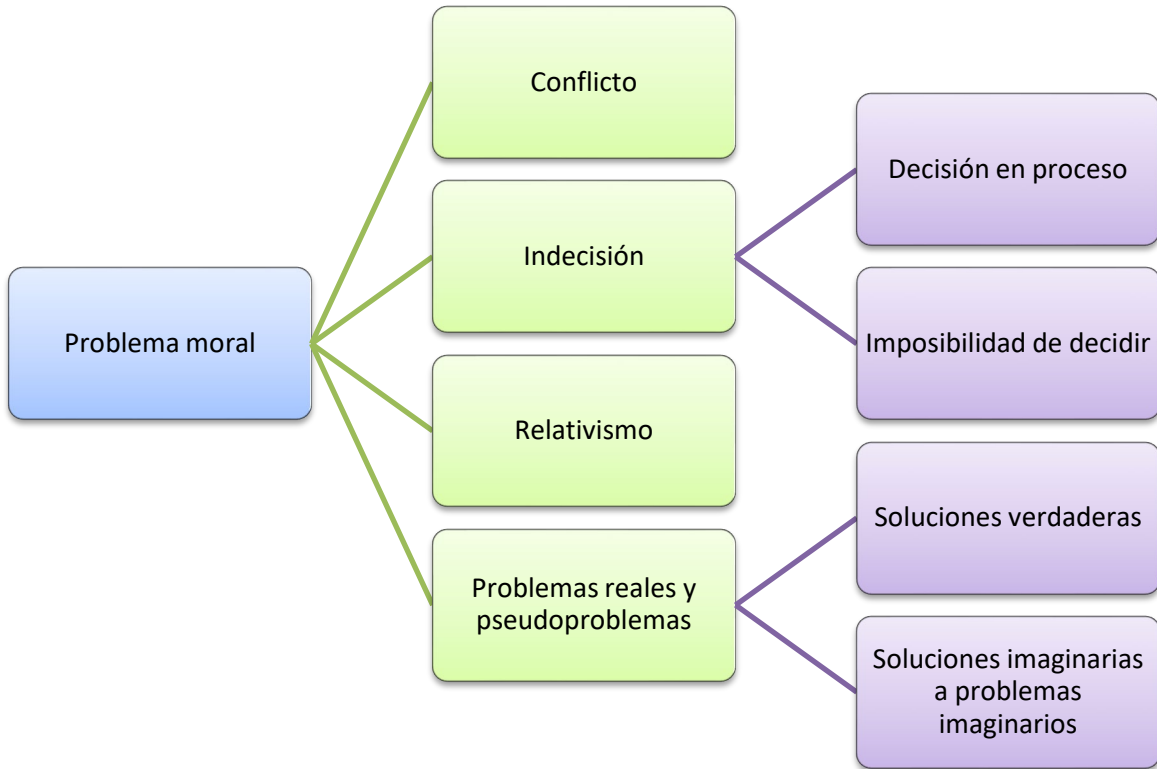 Problema moral
Conflicto
Indecisión
Decisión en proceso
Imposibilidad de decidir
Relativismo
Problemas reales y
pseudoproblemas
Soluciones verdaderas
Soluciones imaginarias
a problemas
imaginarios